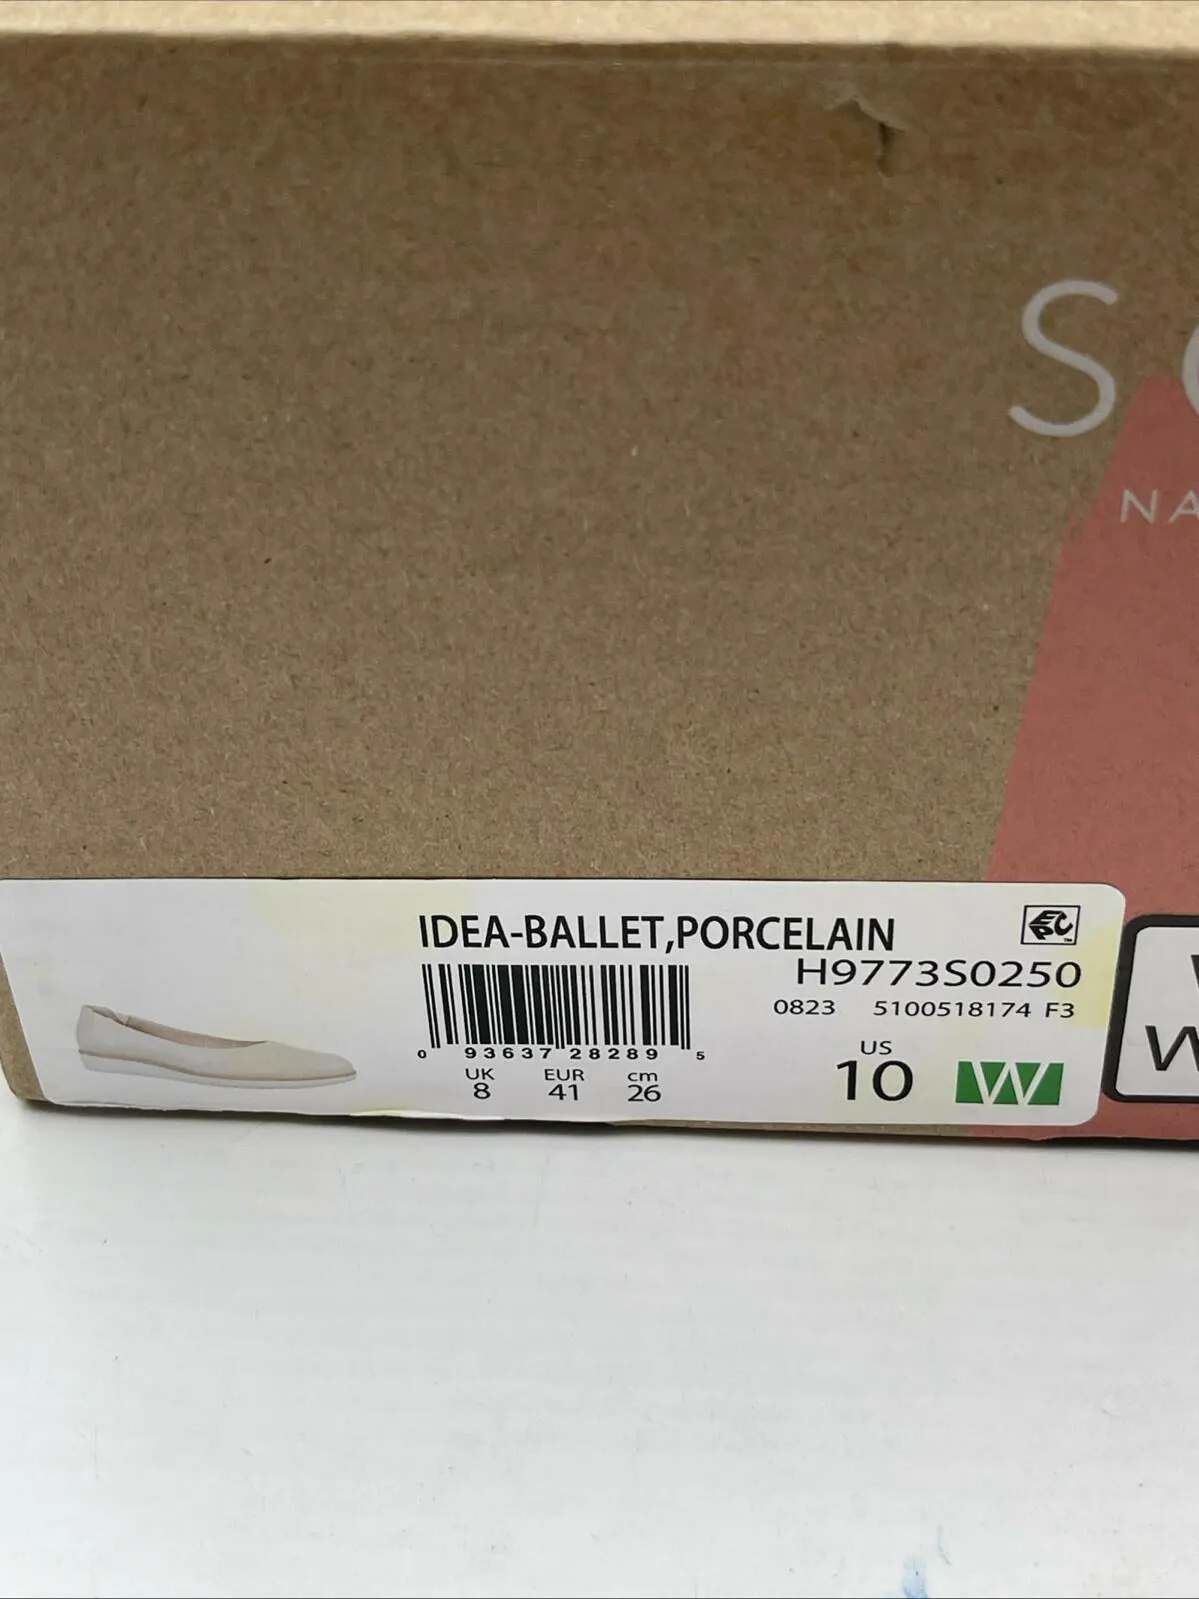 S
NA
IDEA-BALLET,PORCELAIN
EPC™
H9773S0250
0823 5100518174 F3
0 93637 28289 5
UK 8
EUR 41
cm 26
US 10
W
W